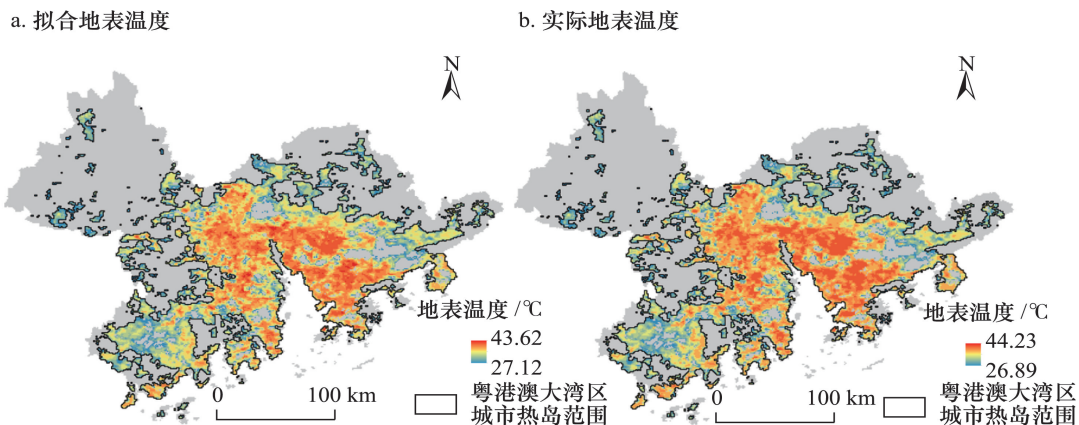 a. 拟合地表温度
N
地表温度 /℃
43.62
27.12
0
100 km
粤港澳大湾区
城市热岛范围
b. 实际地表温度
N
地表温度 /℃
44.23
26.89
0
100 km
粤港澳大湾区
城市热岛范围